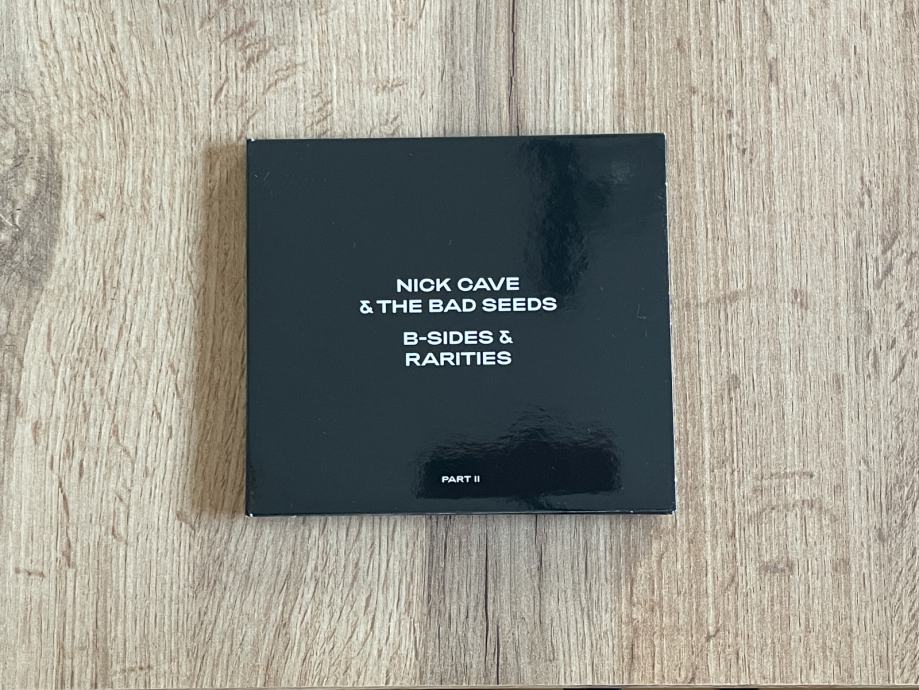 NICK CAVE
& THE BAD SEEDS
B-SIDES &
RARITIES
PART II